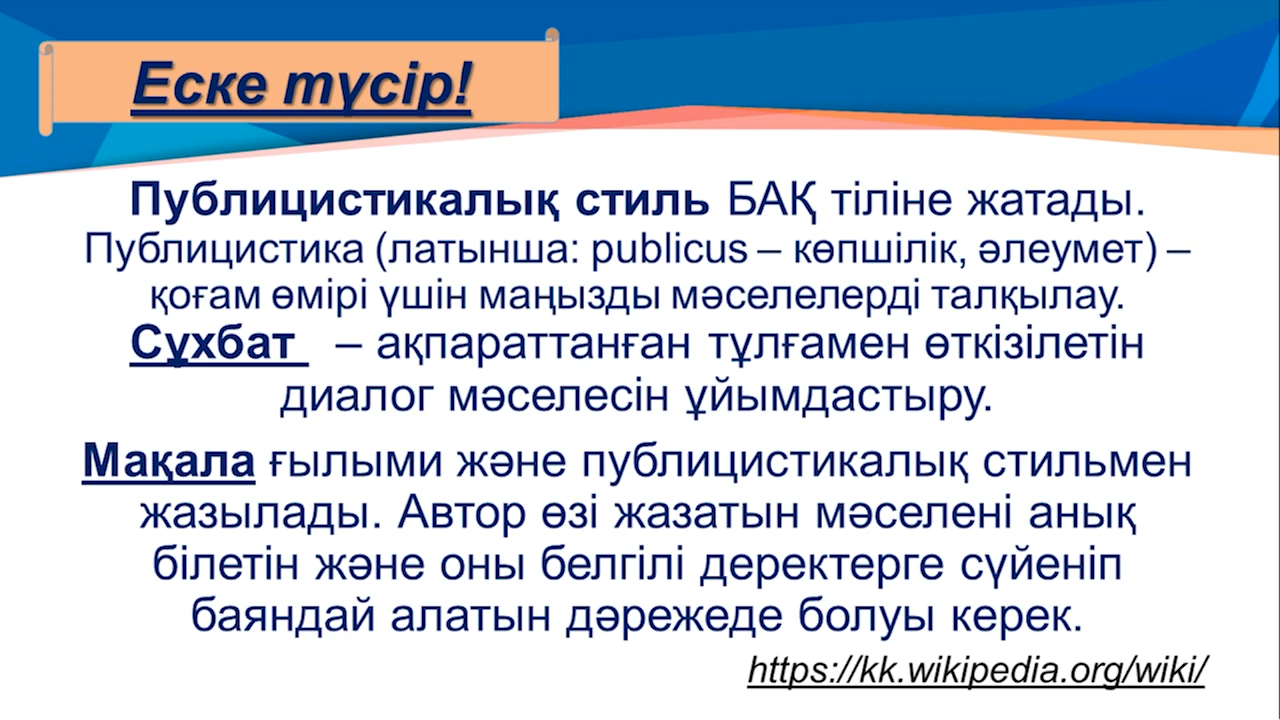 Еске түсір!
Публицистикалық стиль БАҚ тіліне жатады.
Публицистика (латынша: publicus – көпшілік, әлеумет) –
қоғам өмірі үшін маңызды мәселелерді талқылау.
Сұхбат – ақпараттанған тұлғамен өткізілетін
диалог мәселесін ұйымдастыру.
Мақала ғылыми және публицистикалық стильмен
жазылады. Автор өзі жазатын мәселені анық
білетін және оны белгілі деректерге сүйеніп
баяндай алатын дәрежеде болуы керек.
https://kk.wikipedia.org/wiki/